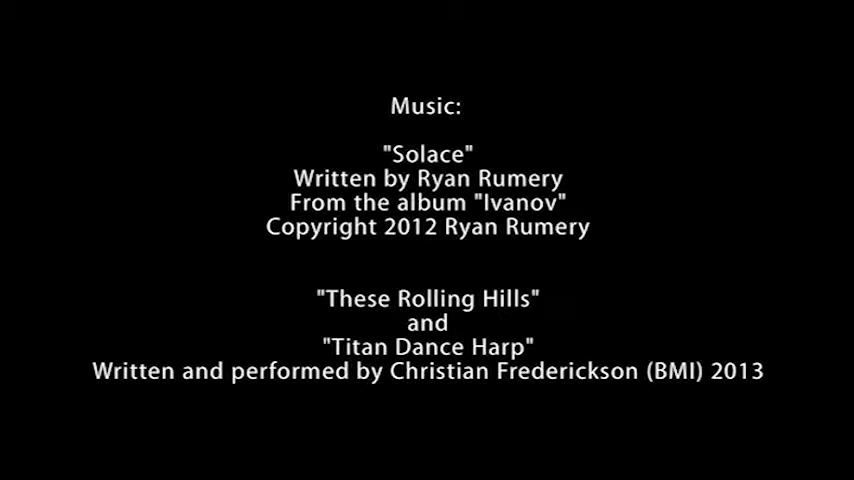 Music:
"Solace"
Written by Ryan Rumery
From the album "Ivanov"
Copyright 2012 Ryan Rumery
"These Rolling Hills"
and
"Titan Dance Harp"
Written and performed by Christian Frederickson (BMI) 2013